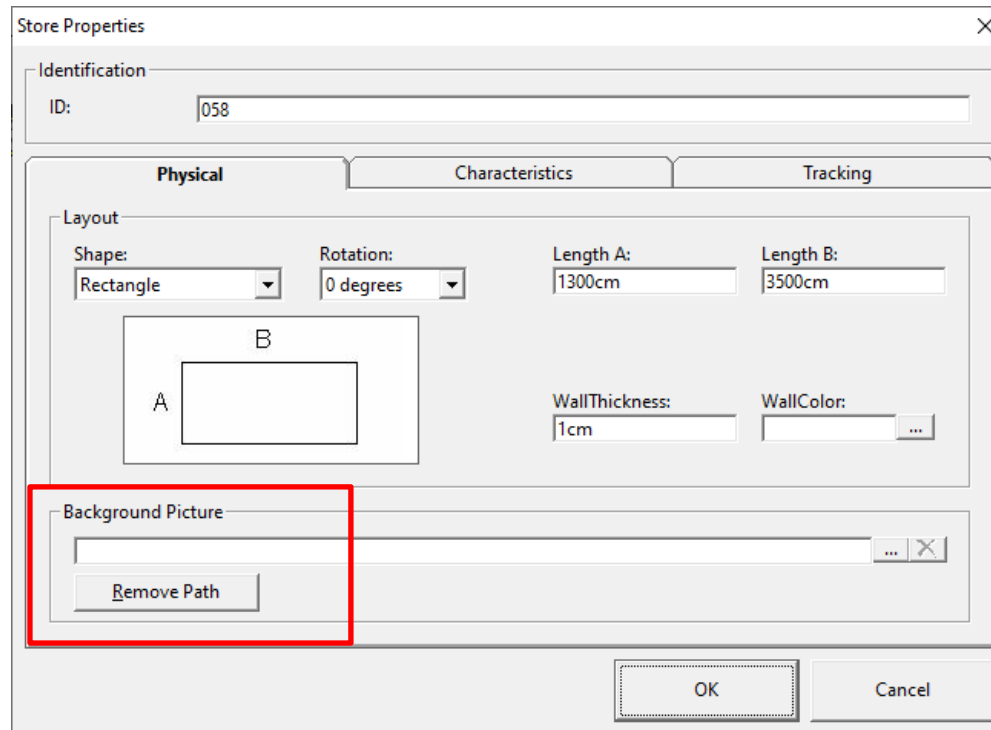 Store Properties
Identification
ID: 058
Physical Characteristics Tracking
Layout
Shape: Rotation: Length A: Length B:
Rectangle 0 degrees 1300cm 3500cm
B
A
WallThickness: WallColor:
1cm ...
Background Picture
...
Remove Path
OK Cancel